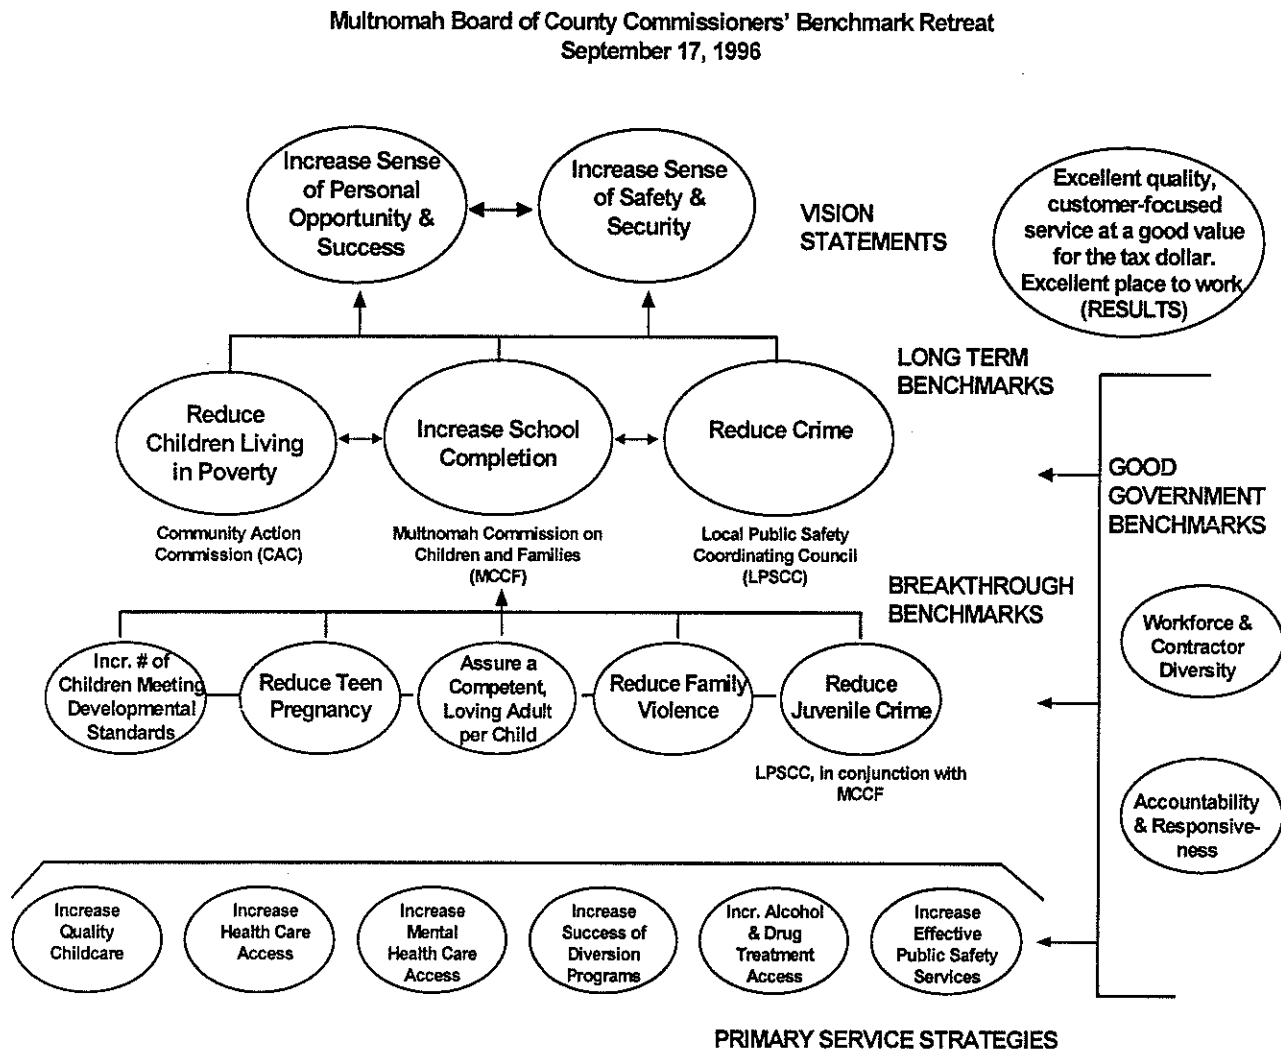 Multnomah Board of County Commissioners' Benchmark Retreat
September 17, 1996
Increase Sense
of Personal
Opportunity &
Success
Increase Sense
of Safety &
Security
VISION
STATEMENTS
Excellent quality,
customer-focused
service at a good value
for the tax dollar.
Excellent place to work
(RESULTS)
LONG TERM
BENCHMARKS
Reduce
Children Living
in Poverty
Increase School
Completion
Reduce Crime
GOOD
GOVERNMENT
BENCHMARKS
Community Action
Commission (CAC)
Multnomah Commission on
Children and Families
(MCCF)
Local Public Safety
Coordinating Council
(LPSCC)
BREAKTHROUGH
BENCHMARKS
Incr. # of
Children Meeting
Developmental
Standards
Reduce Teen
Pregnancy
Assure a
Competent,
Loving Adult
per Child
Reduce Family
Violence
Reduce
Juvenile Crime
Workforce &
Contractor
Diversity
LPSCC, in conjunction with
MCCF
Accountability
& Responsive-
ness
Increase
Quality
Childcare
Increase
Health Care
Access
Increase
Mental
Health Care
Access
Increase
Success of
Diversion
Programs
Incr. Alcohol
& Drug
Treatment
Access
Increase
Effective
Public Safety
Services
PRIMARY SERVICE STRATEGIES